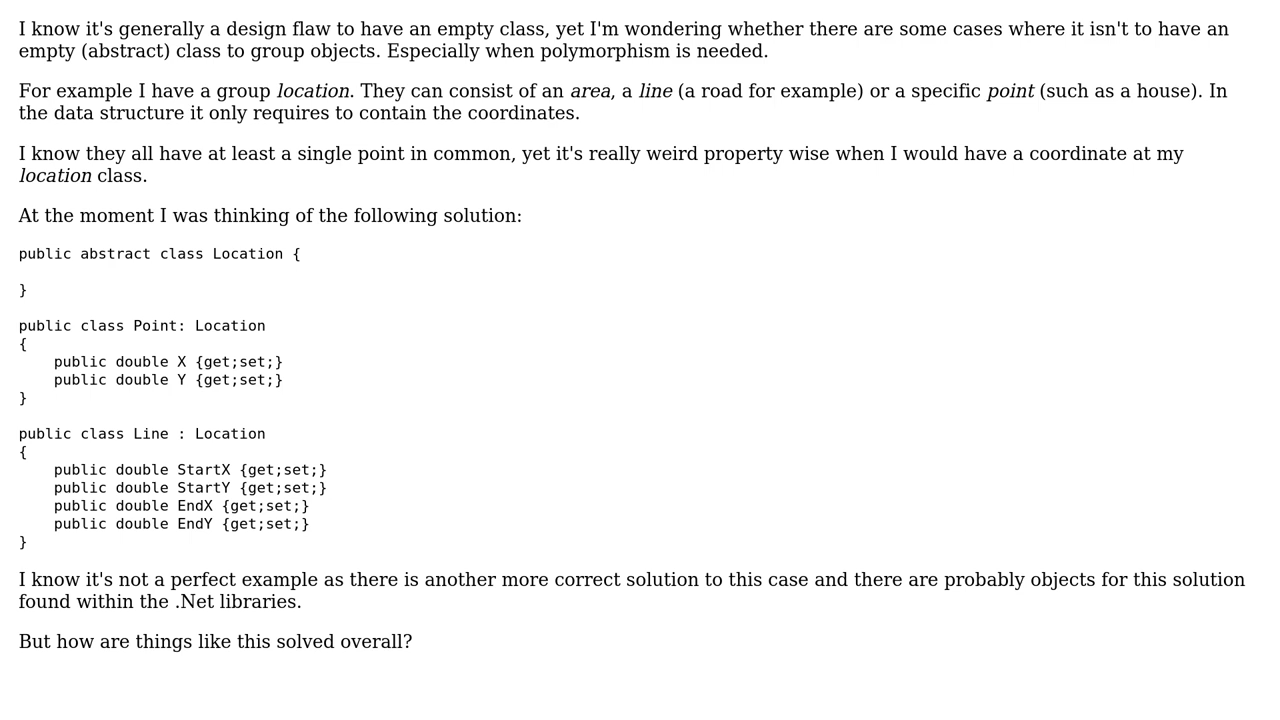 I know it's generally a design flaw to have an empty class, yet I'm wondering whether there are some cases where it isn't to have an
empty (abstract) class to group objects. Especially when polymorphism is needed.
For example I have a group location. They can consist of an area, a line (a road for example) or a specific point (such as a house). In
the data structure it only requires to contain the coordinates.
I know they all have at least a single point in common, yet it's really weird property wise when I would have a coordinate at my
location class.
At the moment I was thinking of the following solution:
public abstract class Location {
}
public class Point: Location
{
    public double X {get;set;}
    public double Y {get;set;}
}
public class Line : Location
{
    public double StartX {get;set;}
    public double StartY {get;set;}
    public double EndX {get;set;}
    public double EndY {get;set;}
}
I know it's not a perfect example as there is another more correct solution to this case and there are probably objects for this solution
found within the .Net libraries.
But how are things like this solved overall?